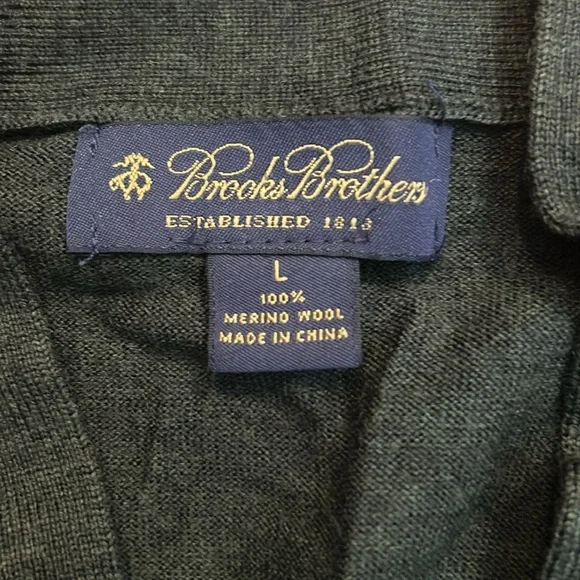 Brooks Brothers
ESTABLISHED 1818
L
100%
MERINO WOOL
MADE IN CHINA